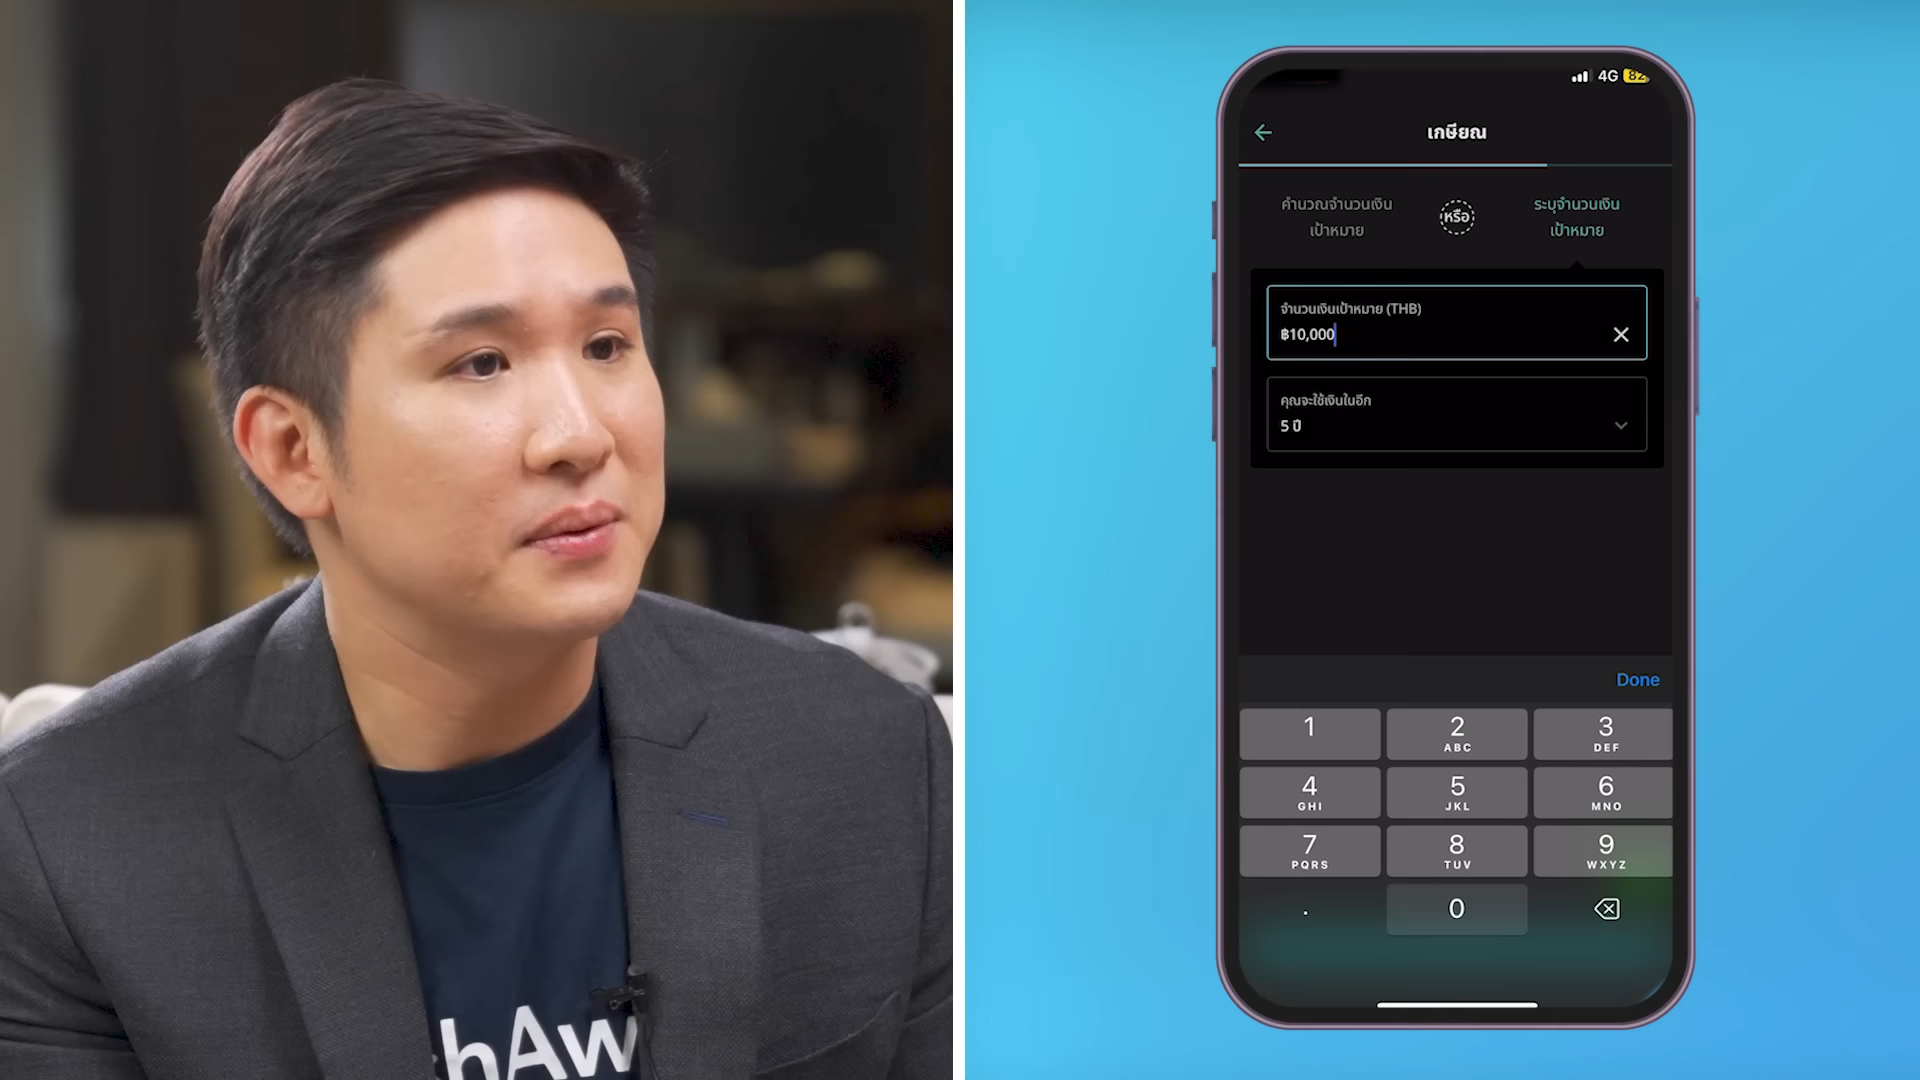 hAw
4G 82
เกษียณ
คำนวณจำนวนเงิน
เป้าหมาย
หรือ
ระบุจำนวนเงิน
เป้าหมาย
จำนวนเงินเป้าหมาย (THB)
฿10,000
คุณจะใช้เงินในอีก
5 ปี
Done
1
2
ABC
3
DEF
4
GHI
5
JKL
6
MNO
7
PQRS
8
TUV
9
WXYZ
.
0